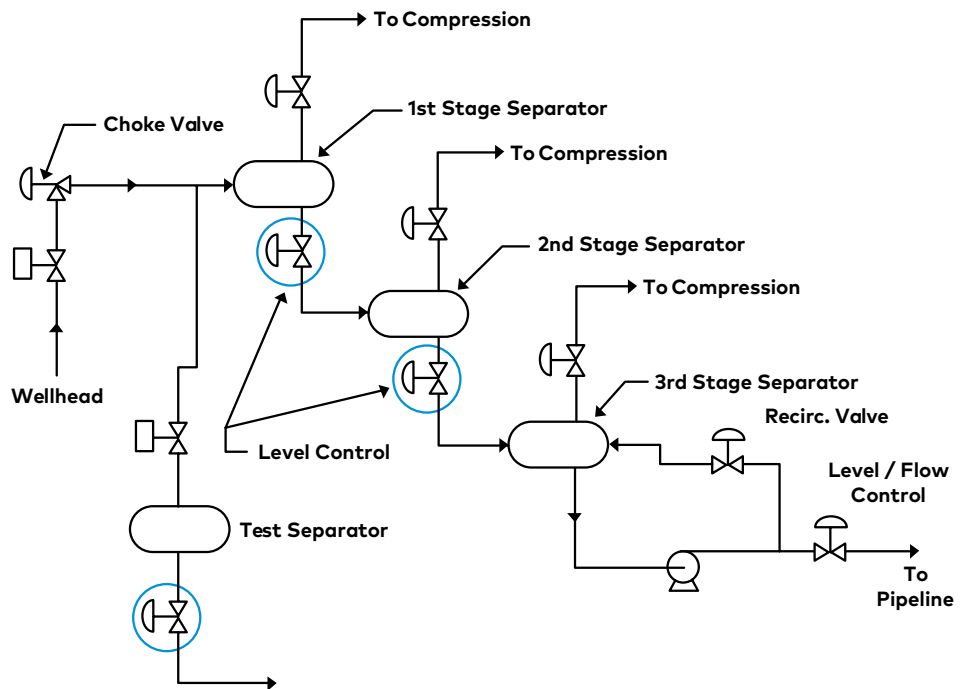 To Compression
1st Stage Separator
Choke Valve
To Compression
2nd Stage Separator
To Compression
Wellhead
3rd Stage Separator
Recirc. Valve
Level Control
Level / Flow
Control
Test Separator
To
Pipeline